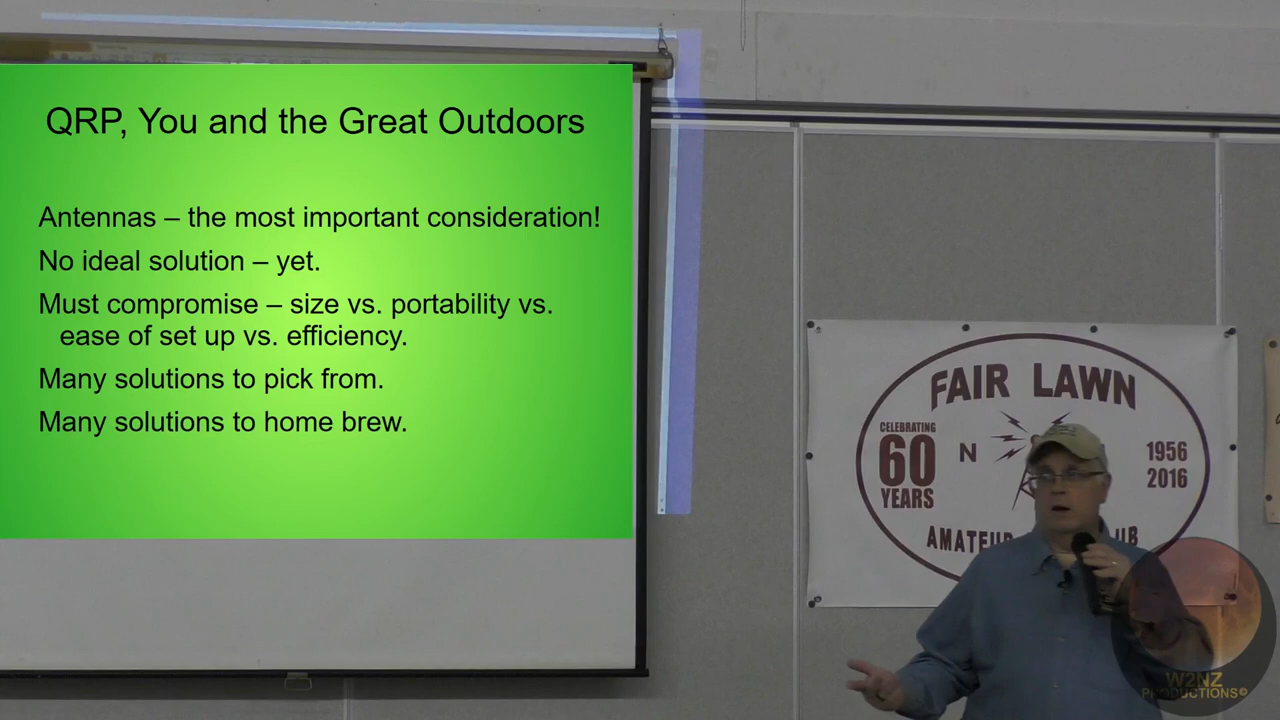 QRP, You and the Great Outdoors
Antennas – the most important consideration!
No ideal solution – yet.
Must compromise – size vs. portability vs.
ease of set up vs. efficiency.
Many solutions to pick from.
Many solutions to home brew.
FAIR LAWN
CELEBRATING
60
YEARS
N
1956
2016
AMATEUR UB
W2NZ
PRODUCTIONS©